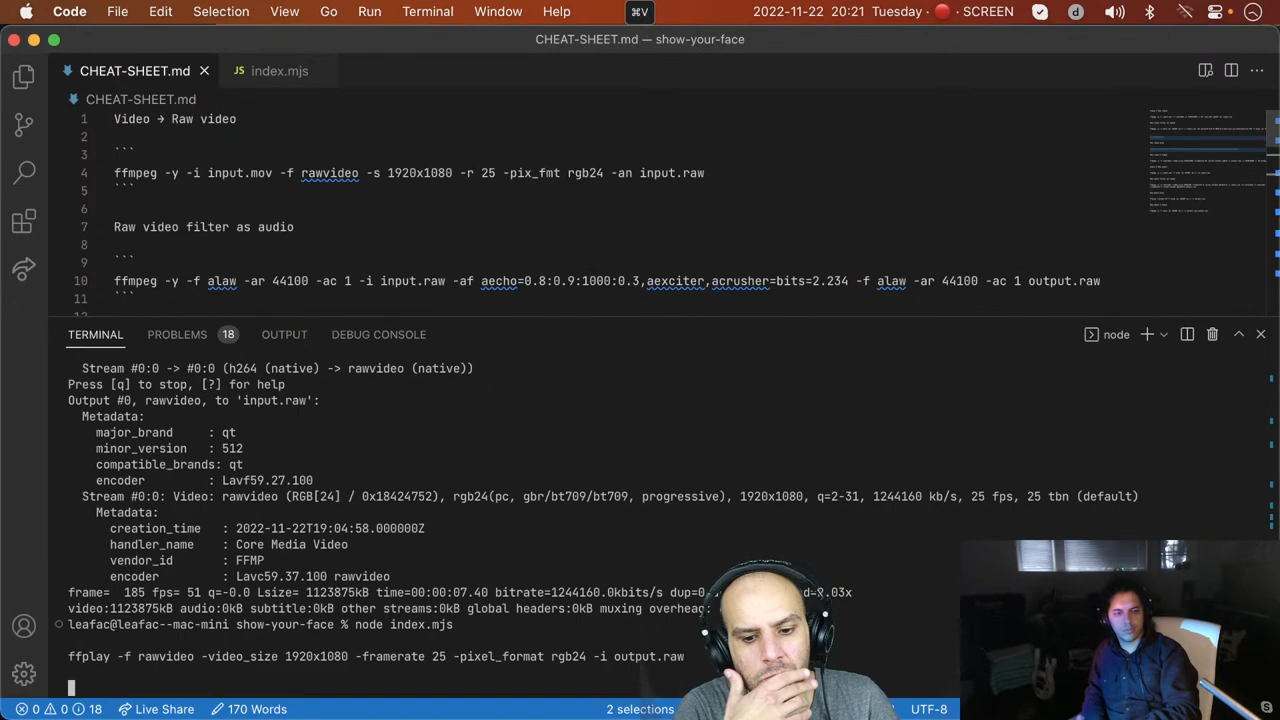 Code File Edit Selection View Go Run Terminal Window Help ⌘V 2022-11-22 20:21 Tuesday SCREEN
CHEAT-SHEET.md — show-your-face
CHEAT-SHEET.md JS index.mjs
CHEAT-SHEET.md
1 Video → Raw video
2
3 ```
4 ffmpeg -y -i input.mov -f rawvideo -s 1920x1080 -r 25 -pix_fmt rgb24 -an input.raw
5 ```
6
7 Raw video filter as audio
8
9 ```
10 ffmpeg -y -f alaw -ar 44100 -ac 1 -i input.raw -af aecho=0.8:0.9:1000:0.3,aexciter,acrusher=bits=2.234 -f alaw -ar 44100 -ac 1 output.raw
11 ```
TERMINAL PROBLEMS 18 OUTPUT DEBUG CONSOLE node
Stream #0:0 -> #0:0 (h264 (native) -> rawvideo (native))
Press [q] to stop, [?] for help
Output #0, rawvideo, to 'input.raw':
Metadata:
major_brand : qt
minor_version : 512
compatible_brands: qt
encoder : Lavf59.27.100
Stream #0:0: Video: rawvideo (RGB[24] / 0x18424752), rgb24(pc, gbr/bt709/bt709, progressive), 1920x1080, q=2-31, 1244160 kb/s, 25 fps, 25 tbn (default)
Metadata:
creation_time : 2022-11-22T19:04:58.000000Z
handler_name : Core Media Video
vendor_id : FFMP
encoder : Lavc59.37.100 rawvideo
frame= 185 fps= 51 q=-0.0 Lsize= 1123875kB time=00:00:07.40 bitrate=1244160.0kbits/s
video:1123875kB audio:0kB subtitle:0kB other streams:0kB global headers:0kB muxing
leafac@leafac--mac-mini show-your-face % node index.mjs
ffplay -f rawvideo -video_size 1920x1080 -framerate 25 -pixel_format rgb24 -i output.raw
0 0 18 Live Share 170 Words 2 selections UTF-8